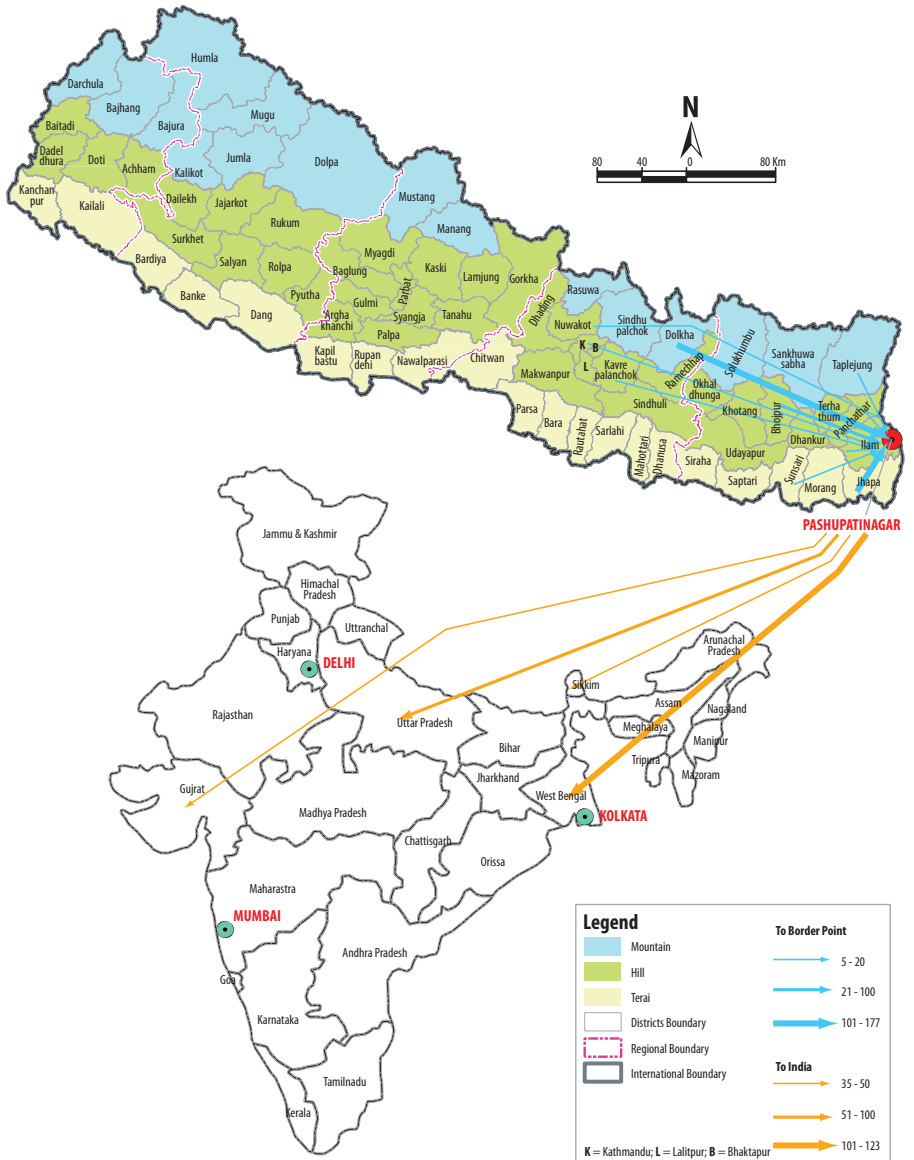 Humla
Darchula
Bajhang
Mugu
Baitadi
Bajura
Dadel
dhura
Doti
Jumla
Dolpa
Achham
Kalikot
Kanchan
pur
Kailali
Dailekh
Jajarkot
Mustang
Rukum
Manang
Surkhet
Bardiya
Salyan
Rolpa
Myagdi
Baglung
Kaski
Lamjung
Gorkha
Parbat
Banke
Pyutha
Gulmi
Dang
Argha
khanchi
Syangja
Tanahu
Palpa
Kapil
bastu
Rupan
dehi
Nawalparasi
Chitwan
Dhading
Rasuwa
Nuwakot
Sindhu
palchok
Dolkha
Solukhumbu
Sankhuwa
sabha
Taplejung
K
B
L
Kavre
palanchok
Ramechhap
Makwanpur
Okhal
dhunga
Sindhuli
Khotang
Bhojpur
Terha
thum
Panchathar
Parsa
Bara
Rautahat
Sarlahi
Mahottari
Dhanusa
Siraha
Udayapur
Dhankur
Ilam
Saptari
Sunsari
Morang
Jhapa
N
80 40 0 80 Km
PASHUPATINAGAR
Jammu & Kashmir
Himachal
Pradesh
Punjab
Uttranchal
Haryana
DELHI
Rajasthan
Uttar Pradesh
Sikkim
Arunachal
Pradesh
Assam
Nagaland
Meghalaya
Manipur
Bihar
Tripura
Mazoram
Jharkhand
Gujrat
West Bengal
Madhya Pradesh
KOLKATA
Chattisgarh
Orissa
Maharastra
MUMBAI
Andhra Pradesh
Goa
Karnataka
Tamilnadu
Kerala
Legend
Mountain
Hill
Terai
Districts Boundary
Regional Boundary
International Boundary
To Border Point
5 - 20
21 - 100
101 - 177
To India
35 - 50
51 - 100
101 - 123
K = Kathmandu; L = Lalitpur; B = Bhaktapur